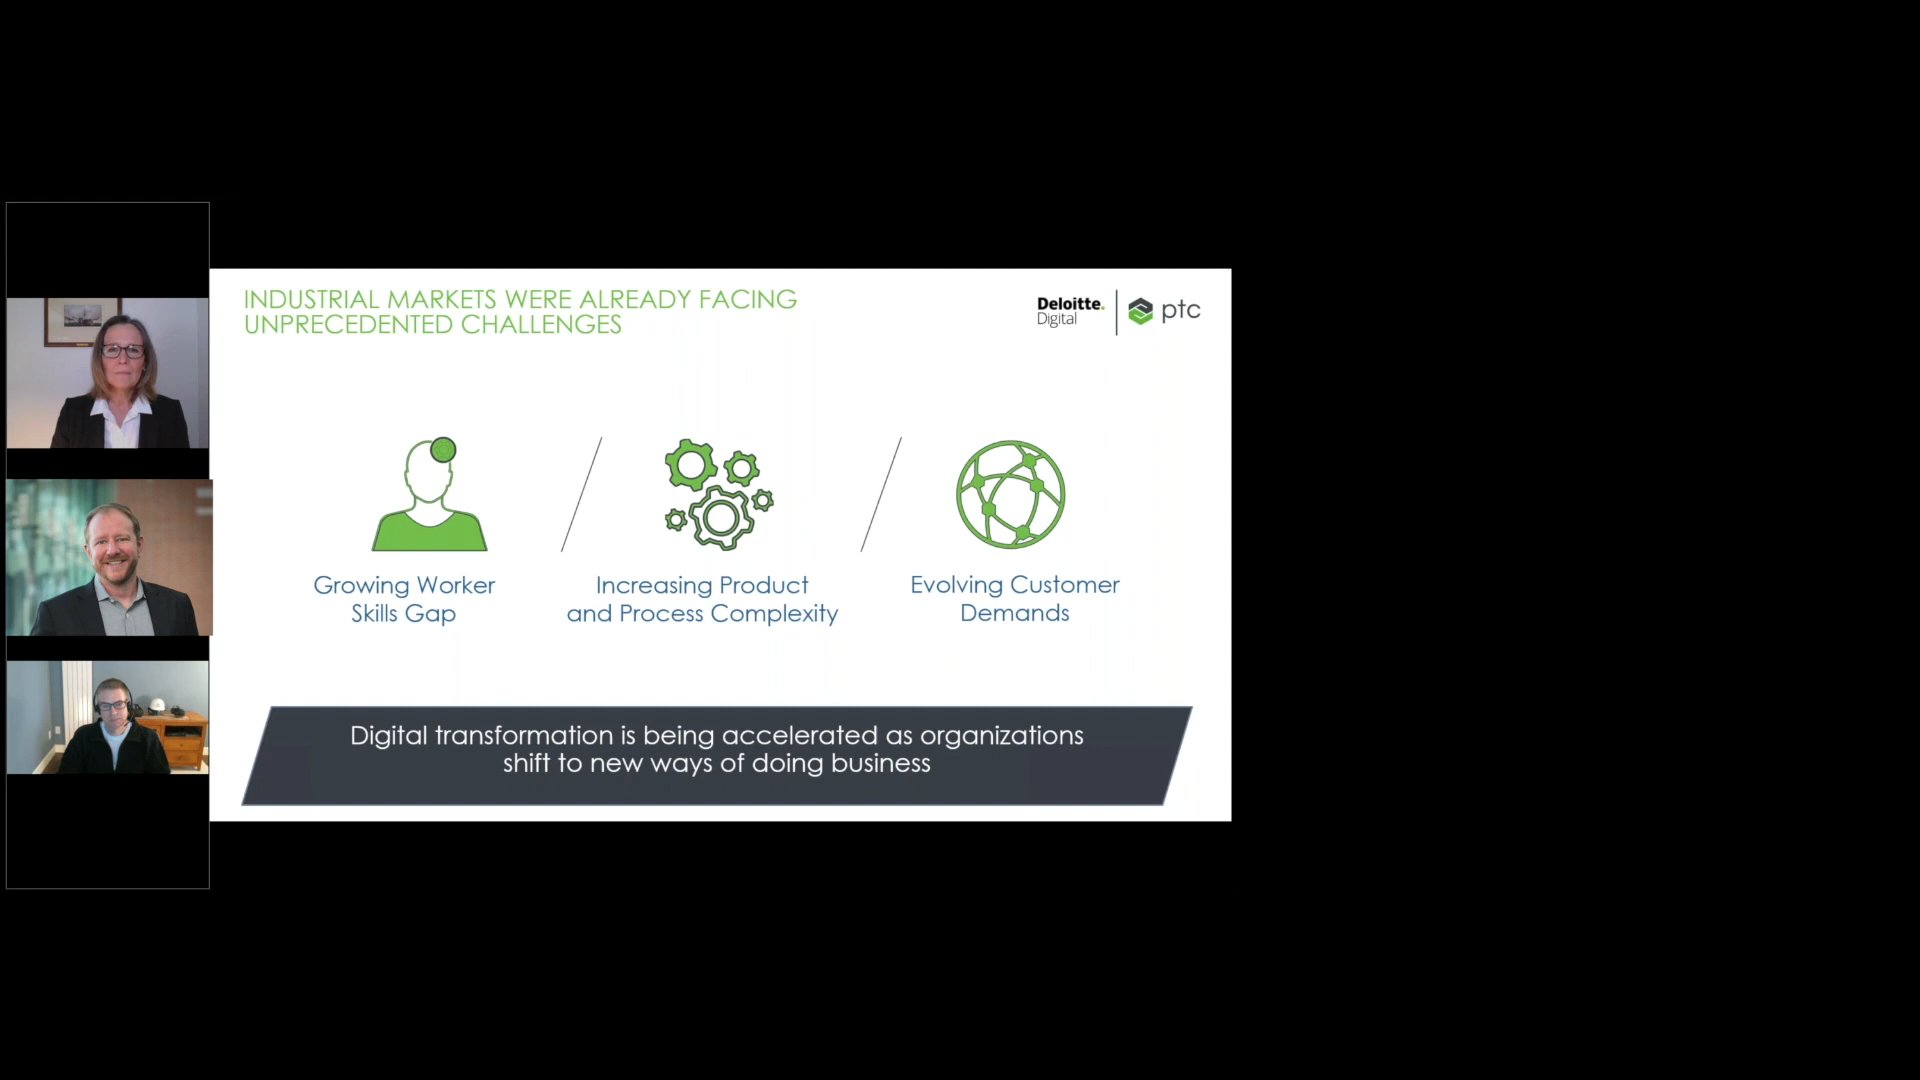 INDUSTRIAL MARKETS WERE ALREADY FACING
UNPRECEDENTED CHALLENGES
Deloitte.
Digital
ptc
Growing Worker
Skills Gap
Increasing Product
and Process Complexity
Evolving Customer
Demands
Digital transformation is being accelerated as organizations
shift to new ways of doing business